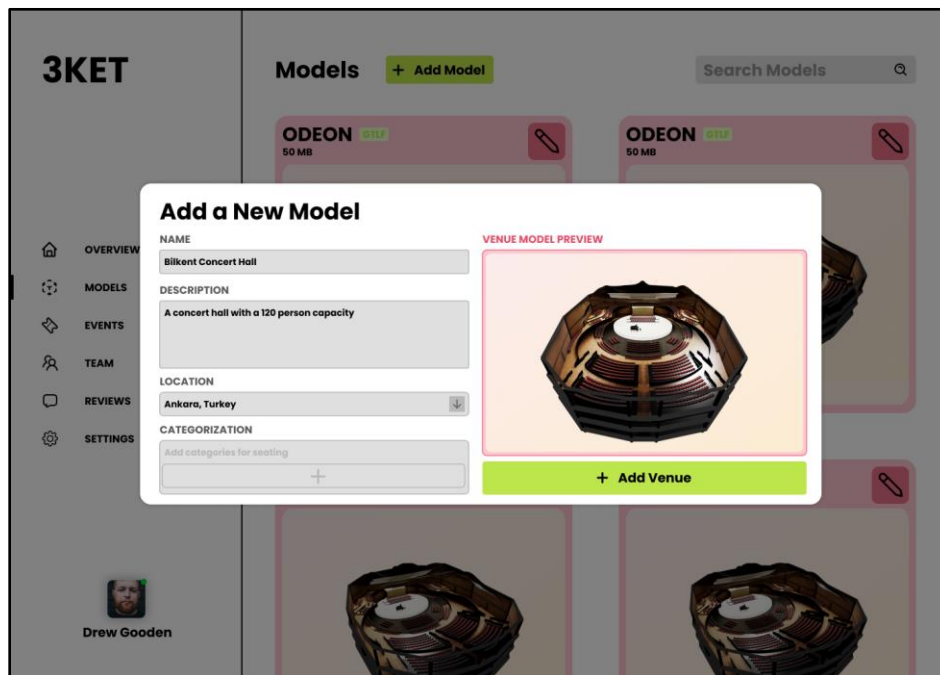 3KET
Models
+ Add Model
Search Models
ODEON GTLF
50 MB
ODEON GTLF
50 MB
OVERVIEW
MODELS
EVENTS
TEAM
REVIEWS
SETTINGS
Drew Gooden
Add a New Model
NAME
Bilkent Concert Hall
DESCRIPTION
A concert hall with a 120 person capacity
LOCATION
Ankara, Turkey
CATEGORIZATION
Add categories for seating
+
VENUE MODEL PREVIEW
+ Add Venue